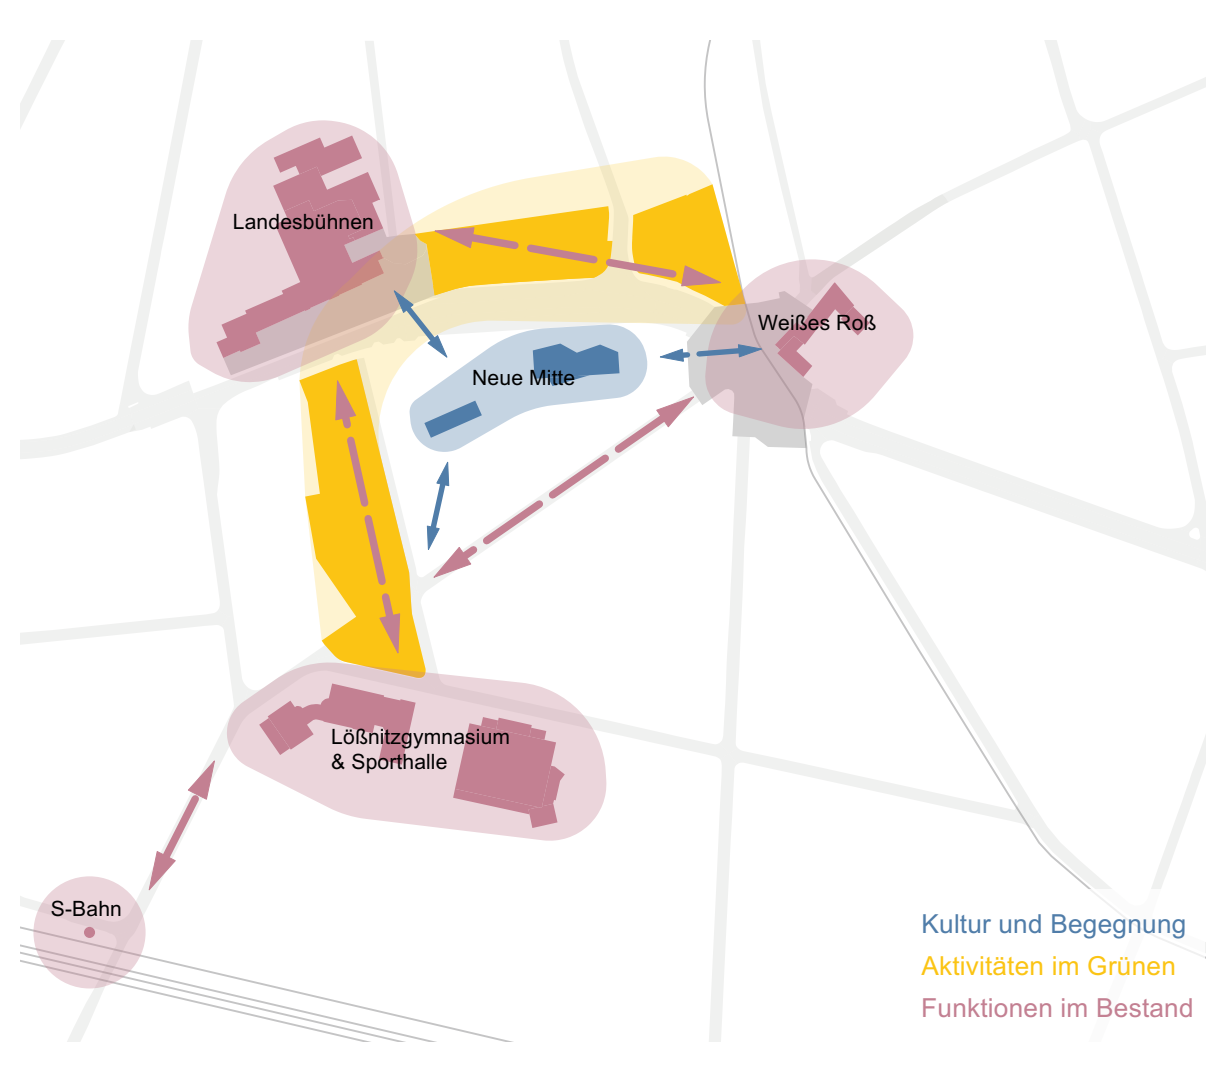 Landesbühnen
Weißes Roß
Neue Mitte
Lößnitzgymnasium
& Sporthalle
S-Bahn
Kultur und Begegnung
Aktivitäten im Grünen
Funktionen im Bestand